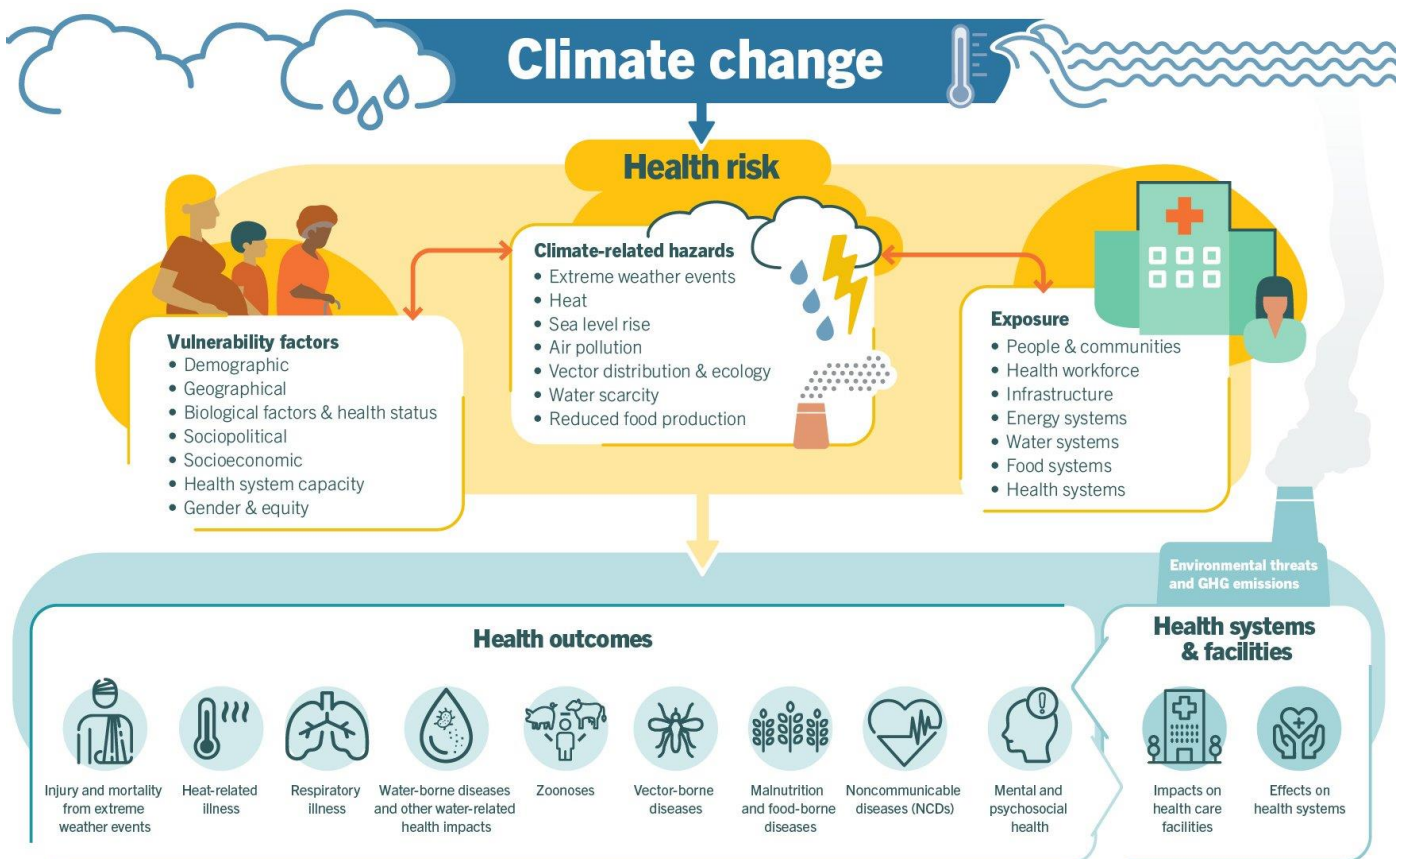 Climate change
Health risk
Vulnerability factors
• Demographic
• Geographical
• Biological factors & health status
• Sociopolitical
• Socioeconomic
• Health system capacity
• Gender & equity
Climate-related hazards
• Extreme weather events
• Heat
• Sea level rise
• Air pollution
• Vector distribution & ecology
• Water scarcity
• Reduced food production
Exposure
• People & communities
• Health workforce
• Infrastructure
• Energy systems
• Water systems
• Food systems
• Health systems
Environmental threats
and GHG emissions
Health outcomes
Injury and mortality
from extreme
weather events
Heat-related
illness
Respiratory
illness
Water-borne diseases
and other water-related
health impacts
Zoonoses
Vector-borne
diseases
Malnutrition
and food-borne
diseases
Noncommunicable
diseases (NCDs)
Mental and
psychosocial
health
Health systems
& facilities
Impacts on
health care
facilities
Effects on
health systems